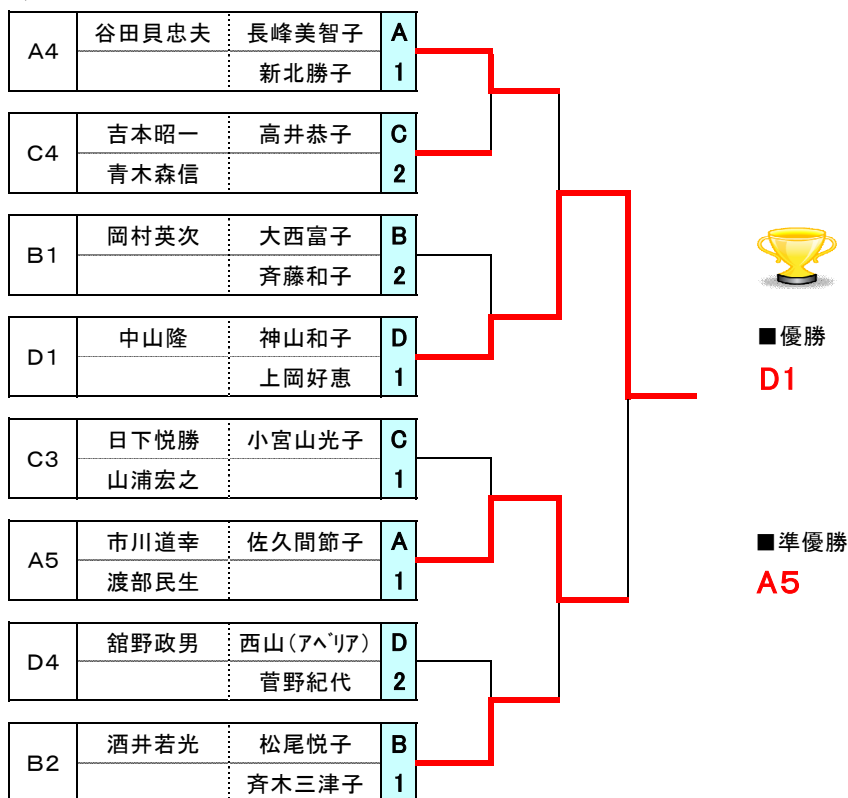 A4 谷田貝忠夫 長峰美智子 A
新北勝子 1
C4 吉本昭一 高井恭子 C
青木森信 2
B1 岡村英次 大西富子 B
斉藤和子 2
D1 中山隆 神山和子 D
上岡好恵 1
■優勝
D1
C3 日下悦勝 小宮山光子 C
山浦宏之 1
A5 市川道幸 佐久間節子 A
渡部民生 1
■準優勝
A5
D4 舘野政男 西山(ｱﾍﾞﾘｱ) D
菅野紀代 2
B2 酒井若光 松尾悦子 B
斉木三津子 1